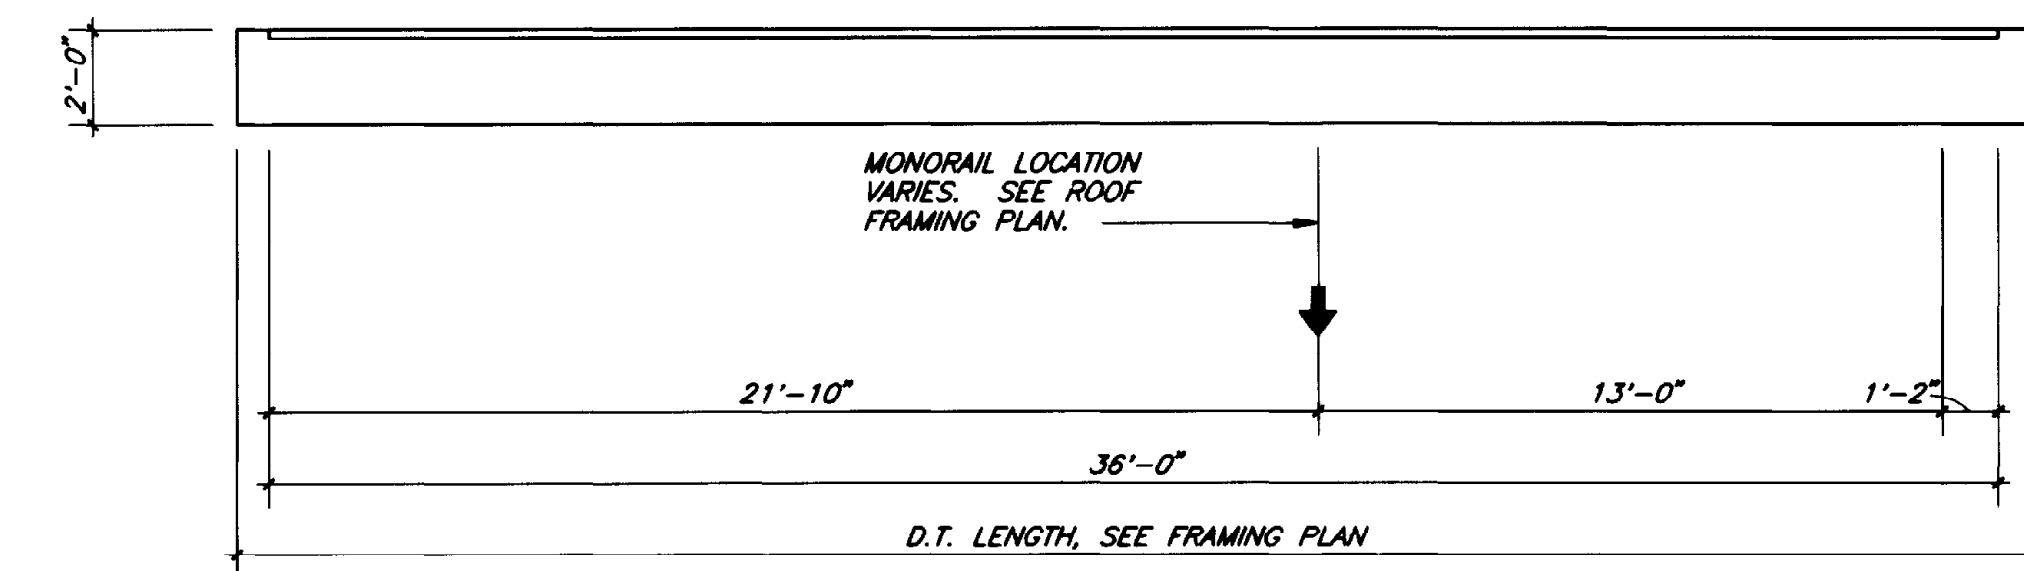 2'-0"
MONORAIL LOCATION
VARIES. SEE ROOF
FRAMING PLAN.
21'-10"
13'-0"
1'-2"
36'-0"
D.T. LENGTH, SEE FRAMING PLAN